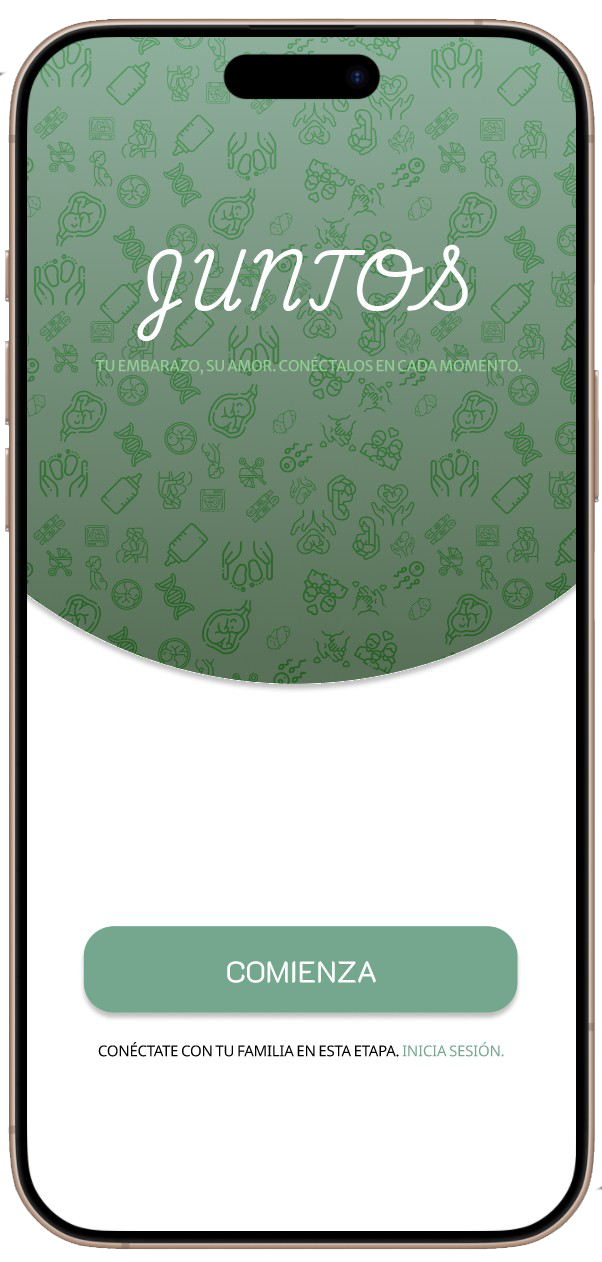 JUNTOS
TU EMBARAZO, SU AMOR. CONÉCTALOS EN CADA MOMENTO.
COMIENZA
CONÉCTATE CON TU FAMILIA EN ESTA ETAPA. INICIA SESIÓN.